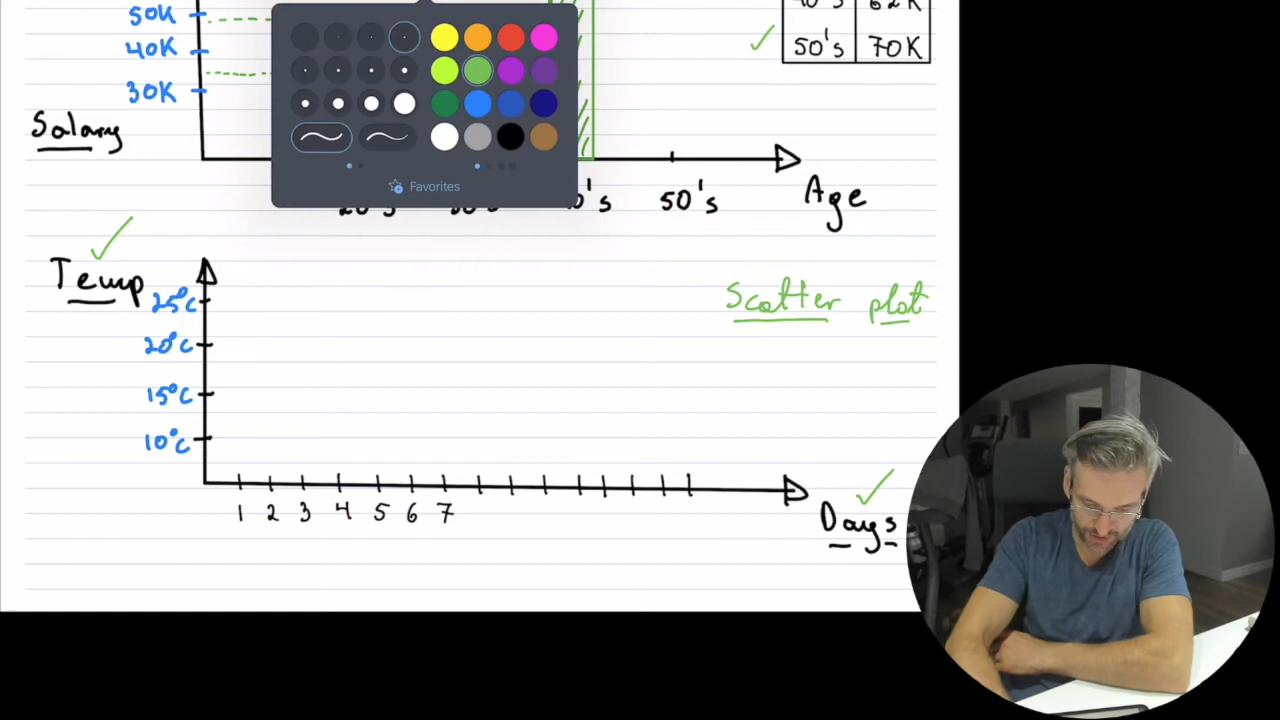 50K
40K
30K
Salary
62K
50's 70K
Favorites
50's
Age
Temp
25°C
20°C
15°C
10°C
Scatter plot
1 2 3 4 5 6 7
Days